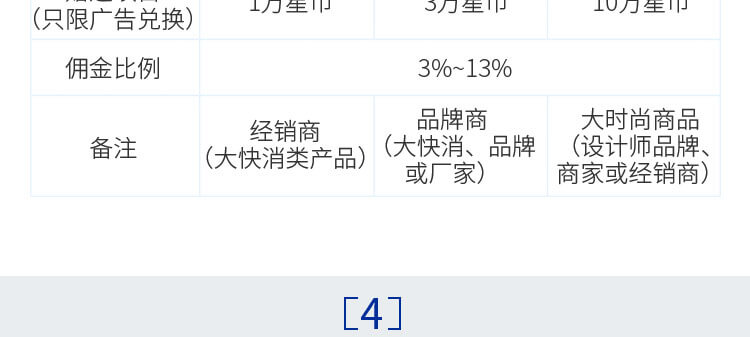 (只限广告兑换)
1万星币
3万星币
10万星币
佣金比例
3%~13%
备注
经销商
（大快消类产品）
品牌商
（大快消、品牌
或厂家）
大时尚商品
（设计师品牌、
商家或经销商）
[4]